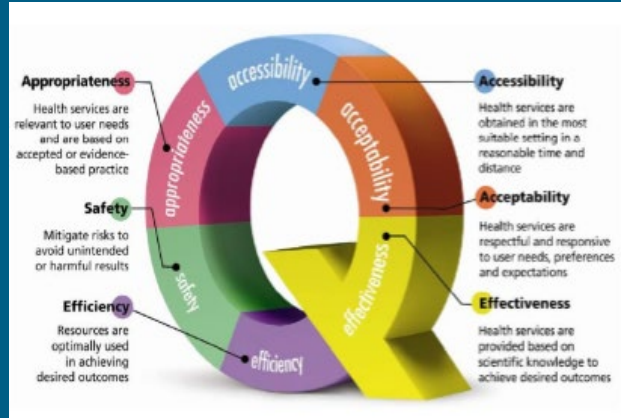 Appropriateness
Health services are
relevant to user needs
and are based on
accepted or evidence-
based practice
Safety
Mitigate risks to
avoid unintended
or harmful results
Efficiency
Resources are
optimally used
in achieving
desired outcomes
accessibility
appropriateness
acceptability
safety
effectiveness
efficiency
Accessibility
Health services are
obtained in the most
suitable setting in a
reasonable time and
distance
Acceptability
Health services are
respectful and responsive
to user needs, preferences
and expectations
Effectiveness
Health services are
provided based on
scientific knowledge to
achieve desired outcomes